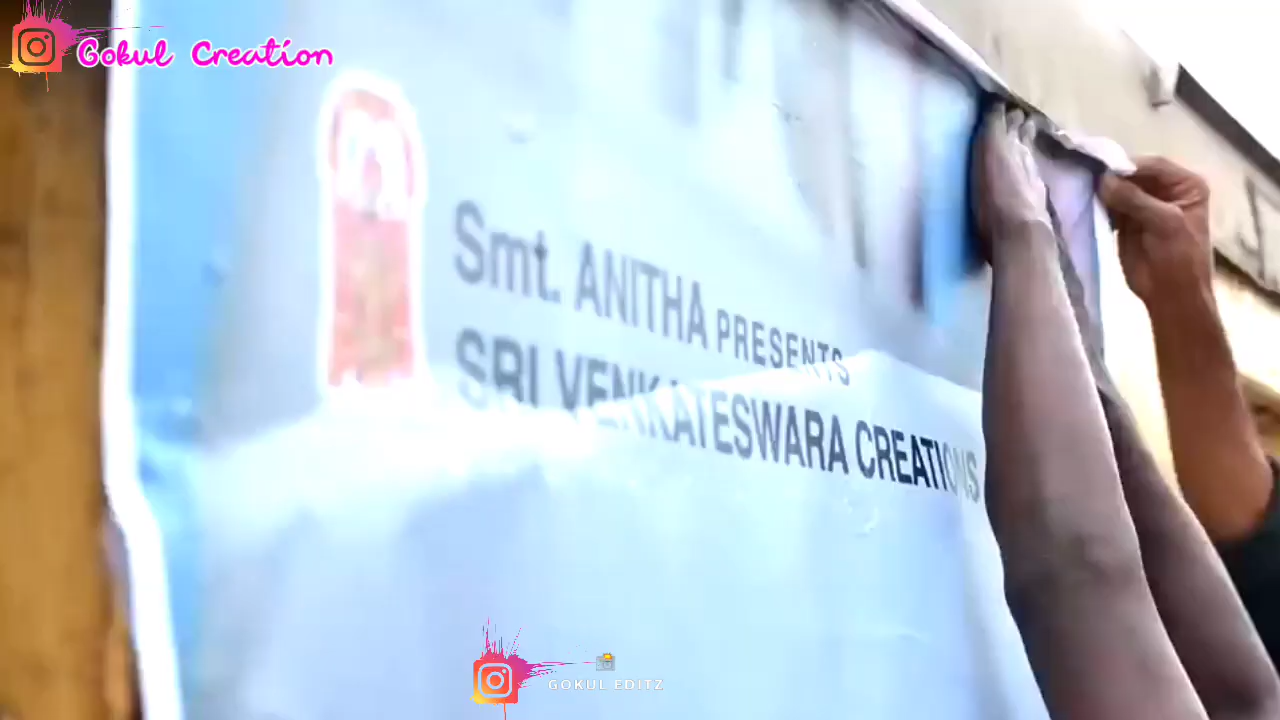 Gokul Creation
Smt. ANITHA PRESENTS
SRI VENKATESWARA CREATIONS
GOKUL EDITZ